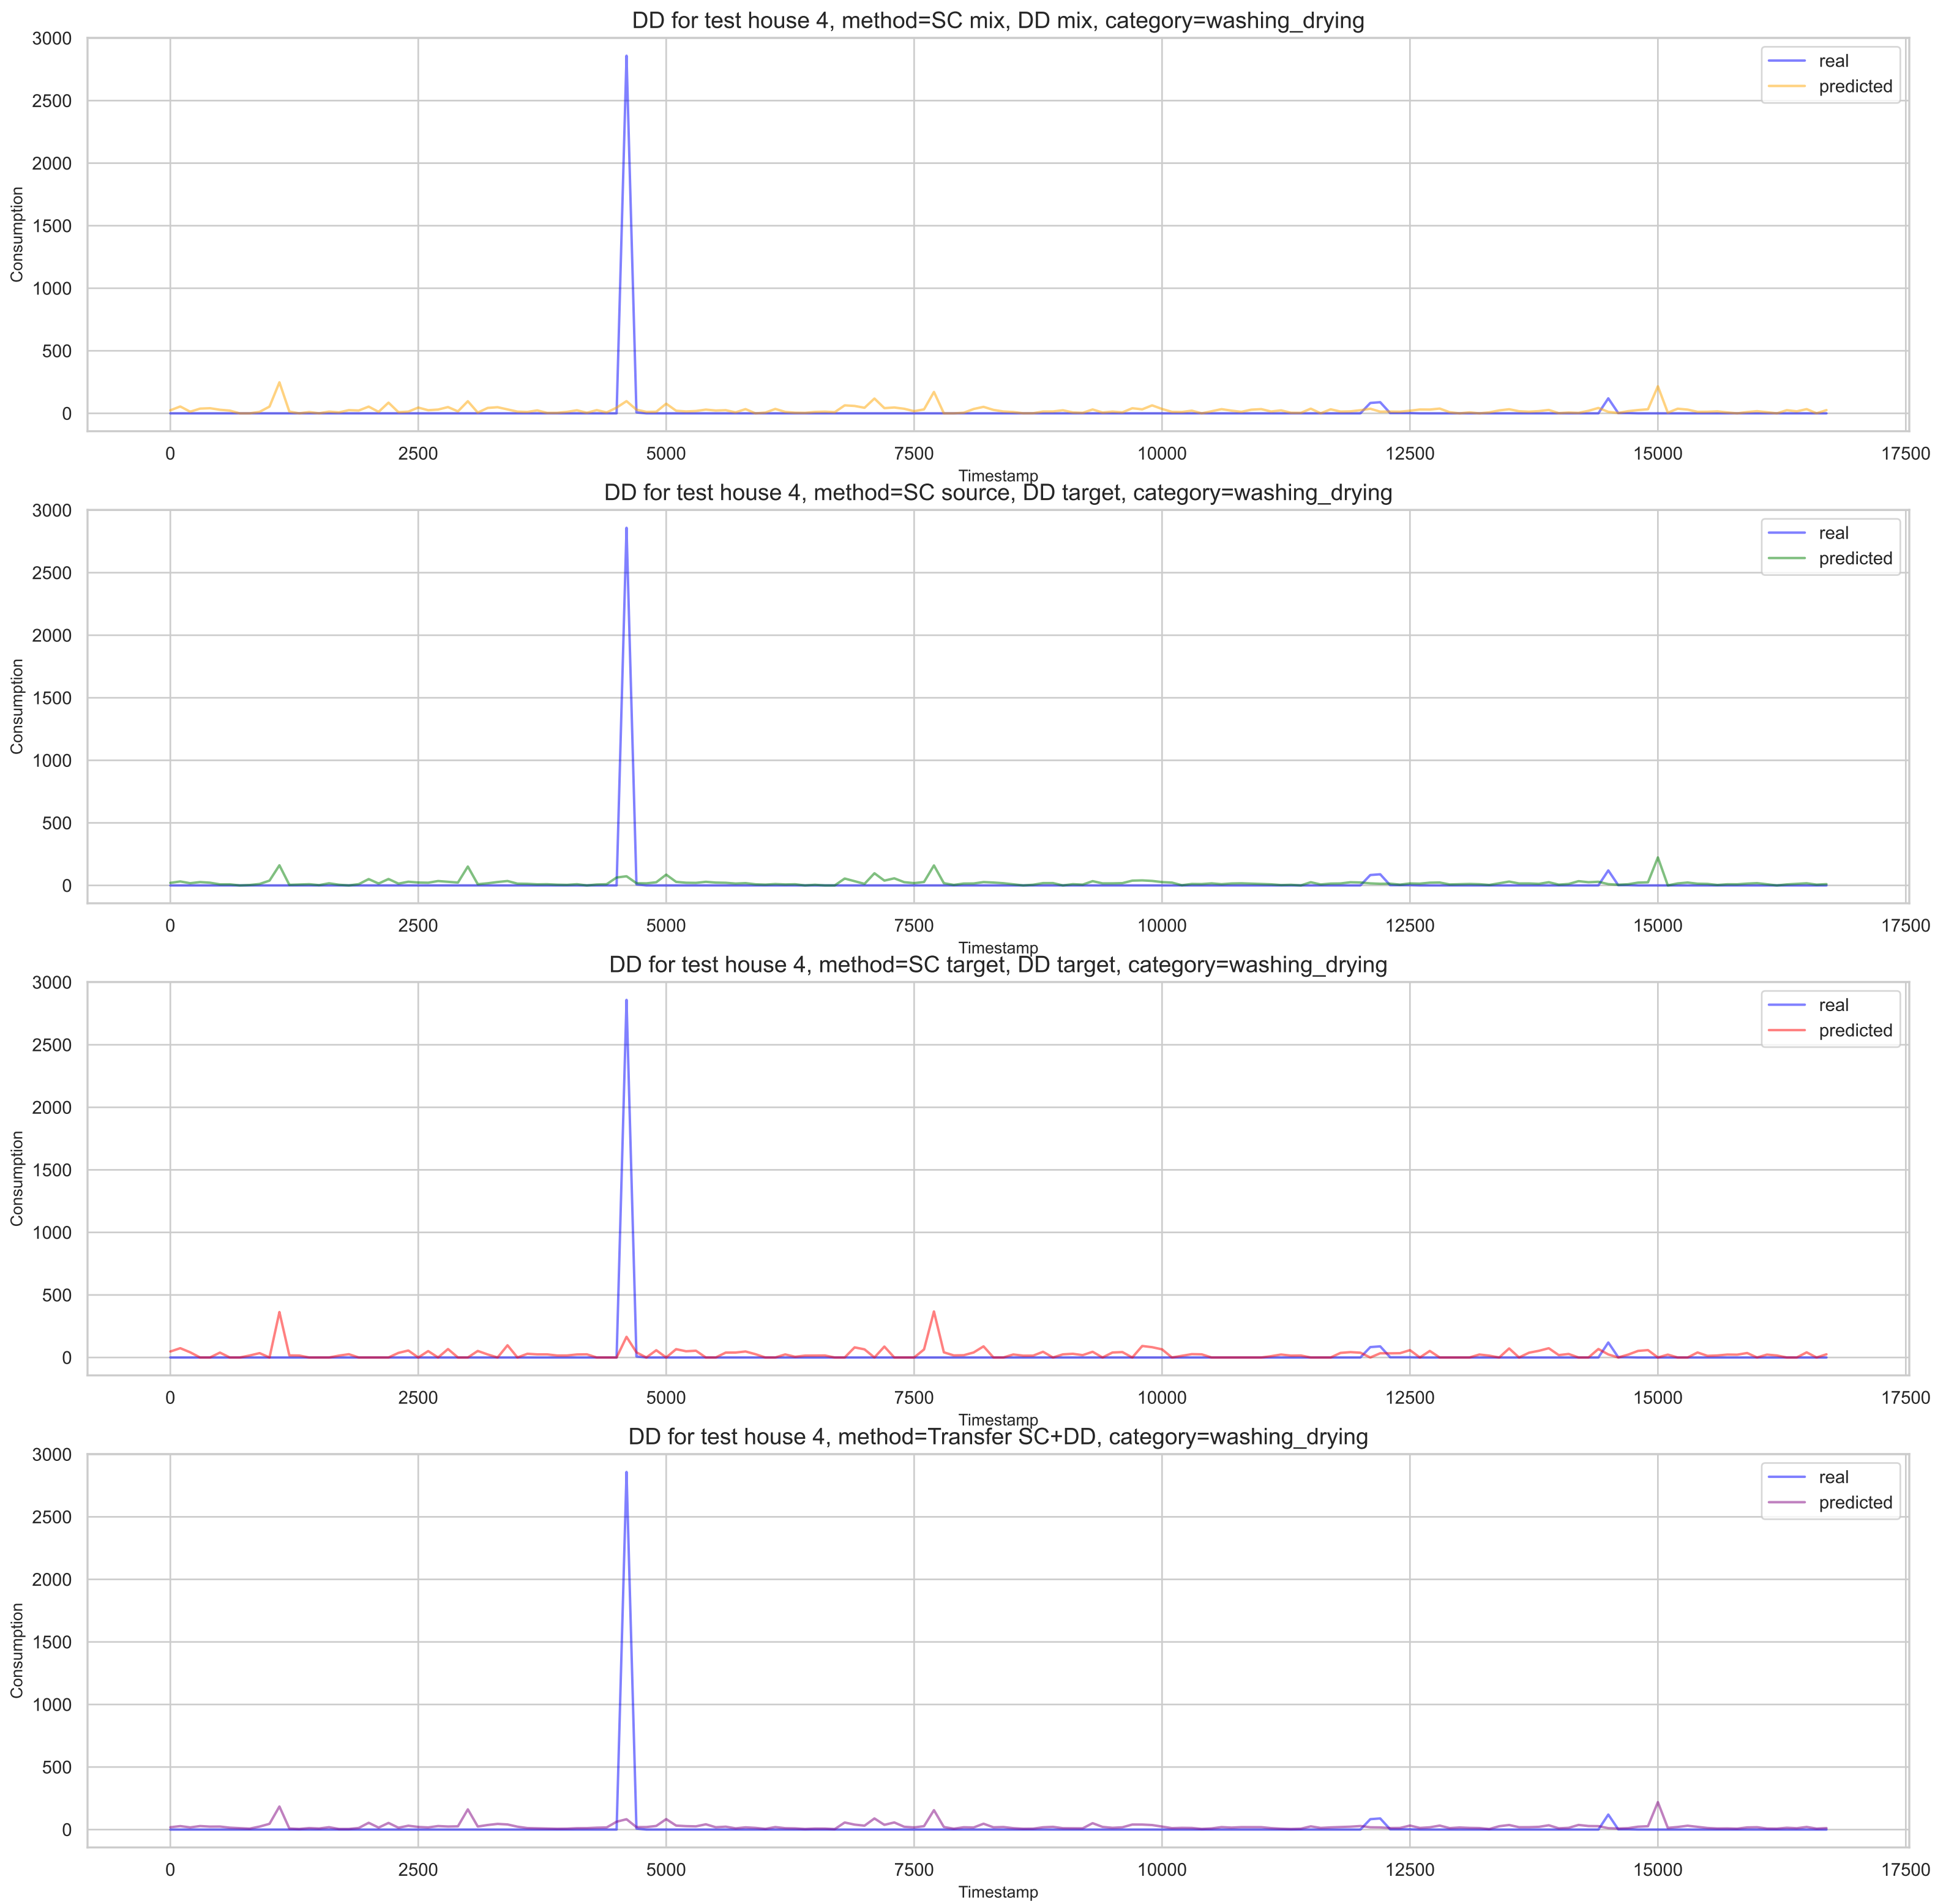 DD for test house 4, method=SC mix, DD mix, category=washing_drying
3000
2500
2000
1500
1000
500
0
Consumption
real
predicted
0 2500 5000 7500 10000 12500 15000 17500
Timestamp
DD for test house 4, method=SC source, DD target, category=washing_drying
3000
2500
2000
1500
1000
500
0
Consumption
real
predicted
0 2500 5000 7500 10000 12500 15000 17500
Timestamp
DD for test house 4, method=SC target, DD target, category=washing_drying
3000
2500
2000
1500
1000
500
0
Consumption
real
predicted
0 2500 5000 7500 10000 12500 15000 17500
Timestamp
DD for test house 4, method=Transfer SC+DD, category=washing_drying
3000
2500
2000
1500
1000
500
0
Consumption
real
predicted
0 2500 5000 7500 10000 12500 15000 17500
Timestamp